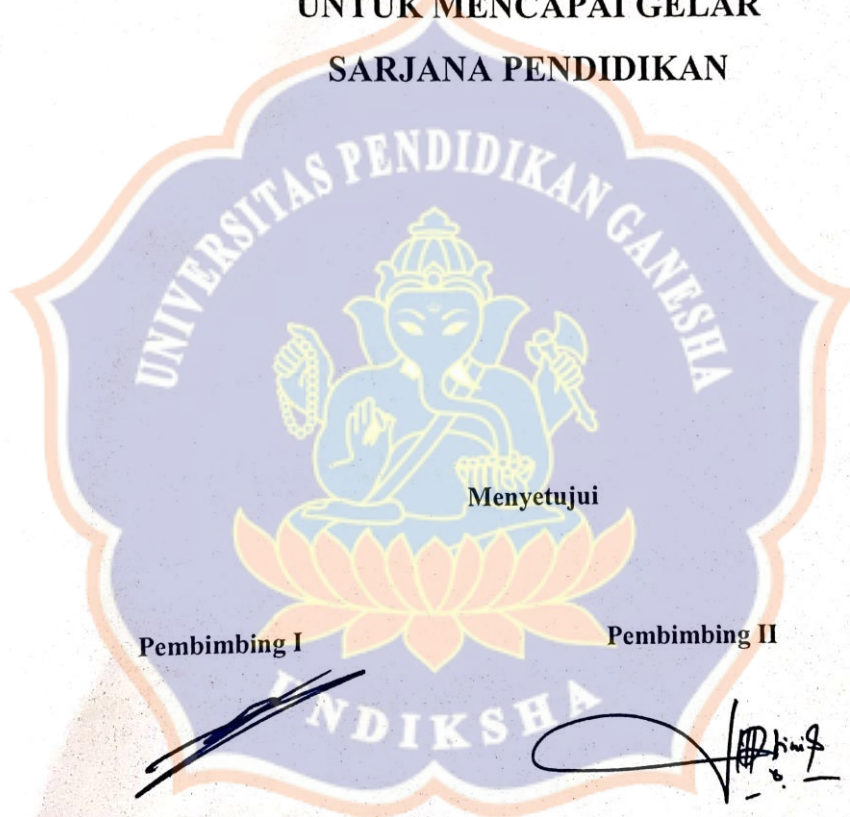 UNTUK MENCAPAI GELAR
SARJANA PENDIDIKAN
UNIVERSITAS PENDIDIKAN GANESHA
Menyetujui
Pembimbing I
Pembimbing II
UNDIKSHA